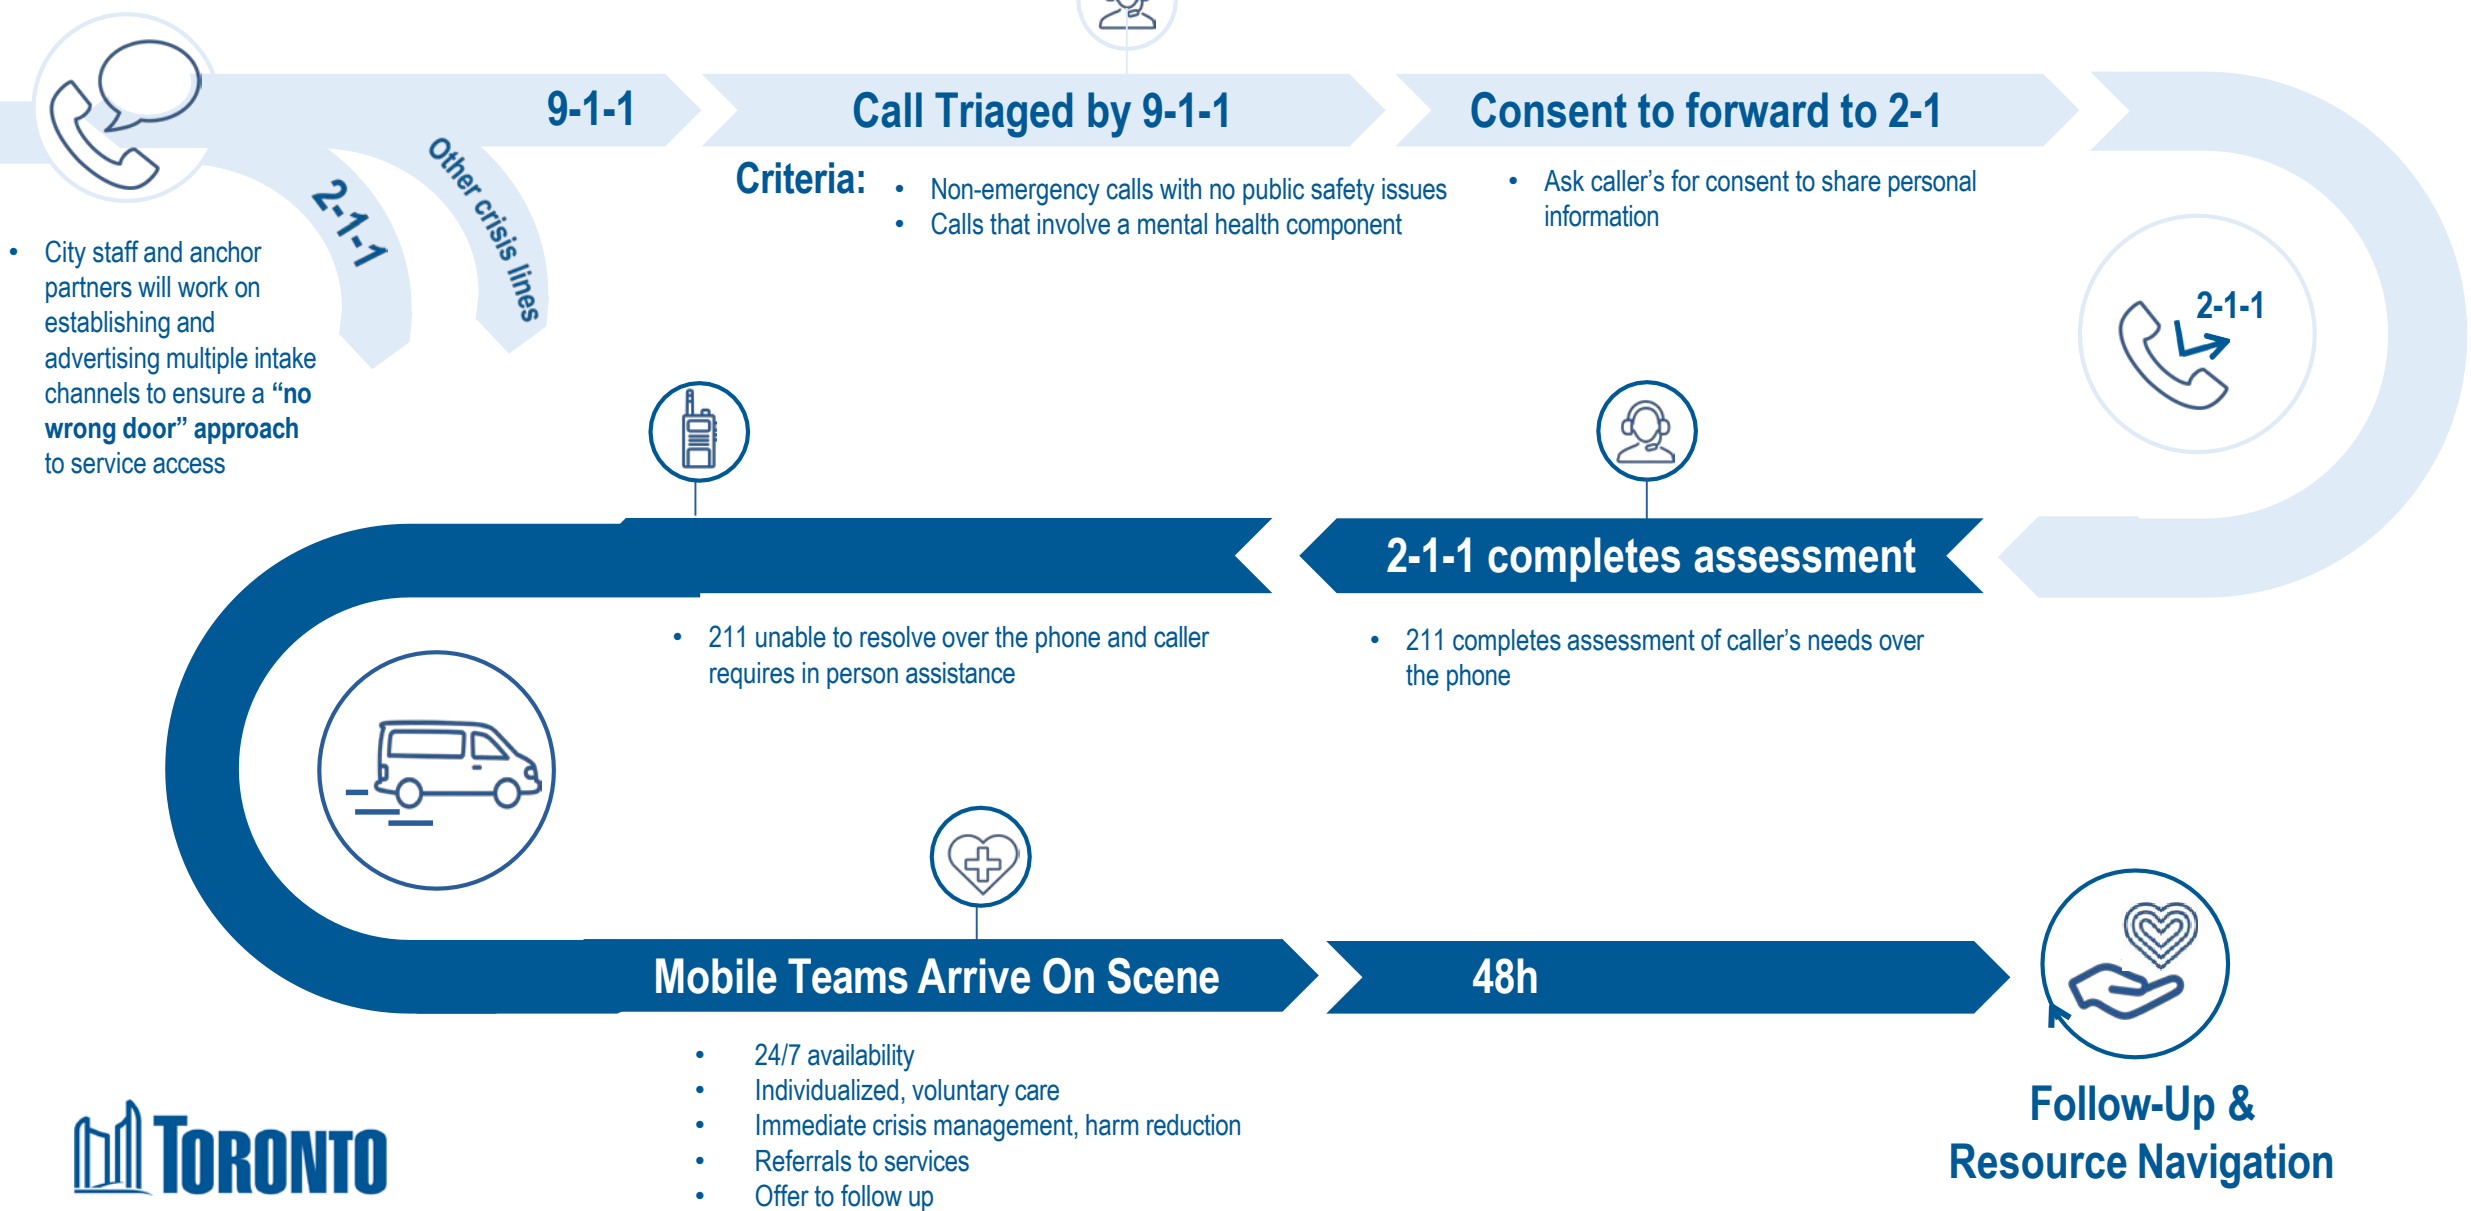 9-1-1
2-1-1
Other crisis lines
• City staff and anchor
partners will work on
establishing and
advertising multiple intake
channels to ensure a “no
wrong door” approach
to service access
Call Triaged by 9-1-1
Criteria:
• Non-emergency calls with no public safety issues
• Calls that involve a mental health component
Consent to forward to 2-1
• Ask caller’s for consent to share personal
information
2-1-1
2-1-1 completes assessment
• 211 completes assessment of caller’s needs over
the phone
• 211 unable to resolve over the phone and caller
requires in person assistance
Mobile Teams Arrive On Scene
• 24/7 availability
• Individualized, voluntary care
• Immediate crisis management, harm reduction
• Referrals to services
• Offer to follow up
48h
Follow-Up &
Resource Navigation
TORONTO